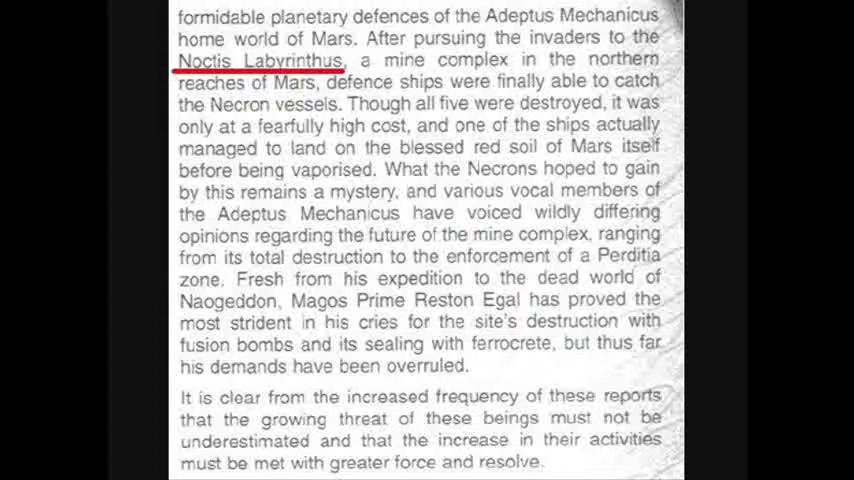 formidable planetary defences of the Adeptus Mechanicus
home world of Mars. After pursuing the invaders to the
Noctis Labyrinthus, a mine complex in the northern
reaches of Mars, defence ships were finally able to catch
the Necron vessels. Though all five were destroyed, it was
only at a fearfully high cost, and one of the ships actually
managed to land on the blessed red soil of Mars itself
before being vaporised. What the Necrons hoped to gain
by this remains a mystery, and various vocal members of
the Adeptus Mechanicus have voiced wildly differing
opinions regarding the future of the mine complex, ranging
from its total destruction to the enforcement of a Perditia
zone. Fresh from his expedition to the dead world of
Naogeddon, Magos Prime Reston Egal has proved the
most strident in his cries for the site's destruction with
fusion bombs and its sealing with ferrocrete, but thus far
his demands have been overruled.
It is clear from the increased frequency of these reports
that the growing threat of these beings must not be
underestimated and that the increase in their activities
must be met with greater force and resolve.